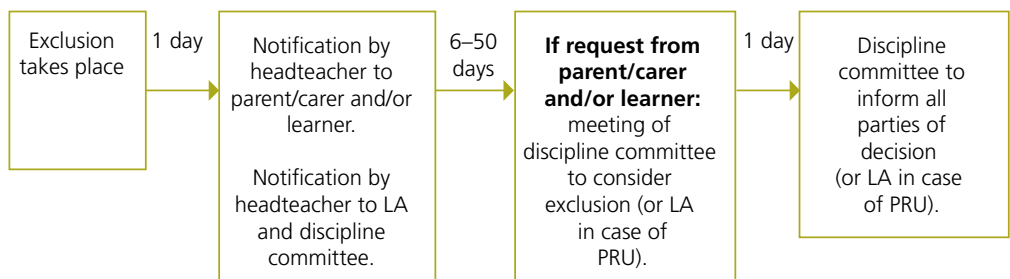 Exclusion
takes place
1 day
Notification by
headteacher to
parent/carer and/or
learner.
Notification by
headteacher to LA
and discipline
committee.
6–50
days
If request from
parent/carer
and/or learner:
meeting of
discipline committee
to consider
exclusion (or LA
in case of
PRU).
1 day
Discipline
committee to
inform all
parties of
decision
(or LA in case
of PRU).